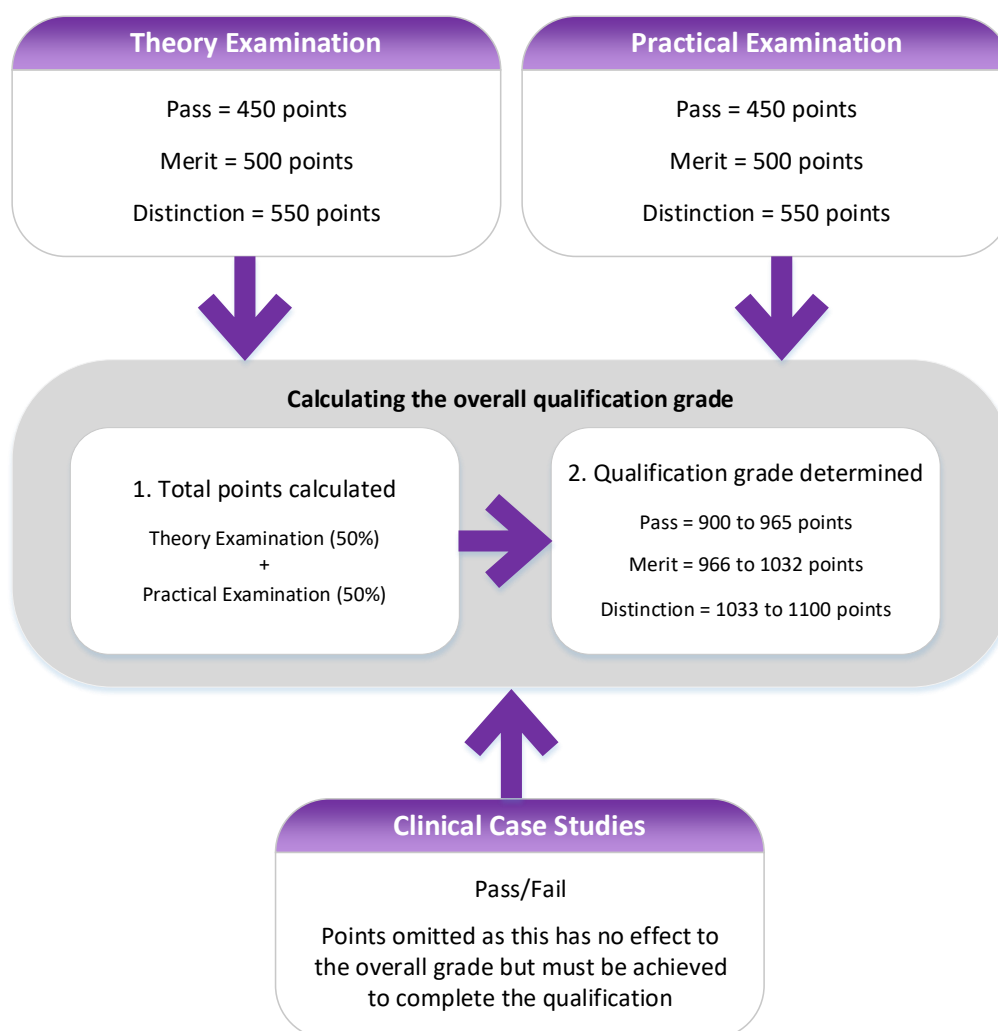 Theory Examination
Pass = 450 points
Merit = 500 points
Distinction = 550 points
Practical Examination
Pass = 450 points
Merit = 500 points
Distinction = 550 points
Calculating the overall qualification grade
1. Total points calculated
Theory Examination (50%)
+
Practical Examination (50%)
2. Qualification grade determined
Pass = 900 to 965 points
Merit = 966 to 1032 points
Distinction = 1033 to 1100 points
Clinical Case Studies
Pass/Fail
Points omitted as this has no effect to
the overall grade but must be achieved
to complete the qualification